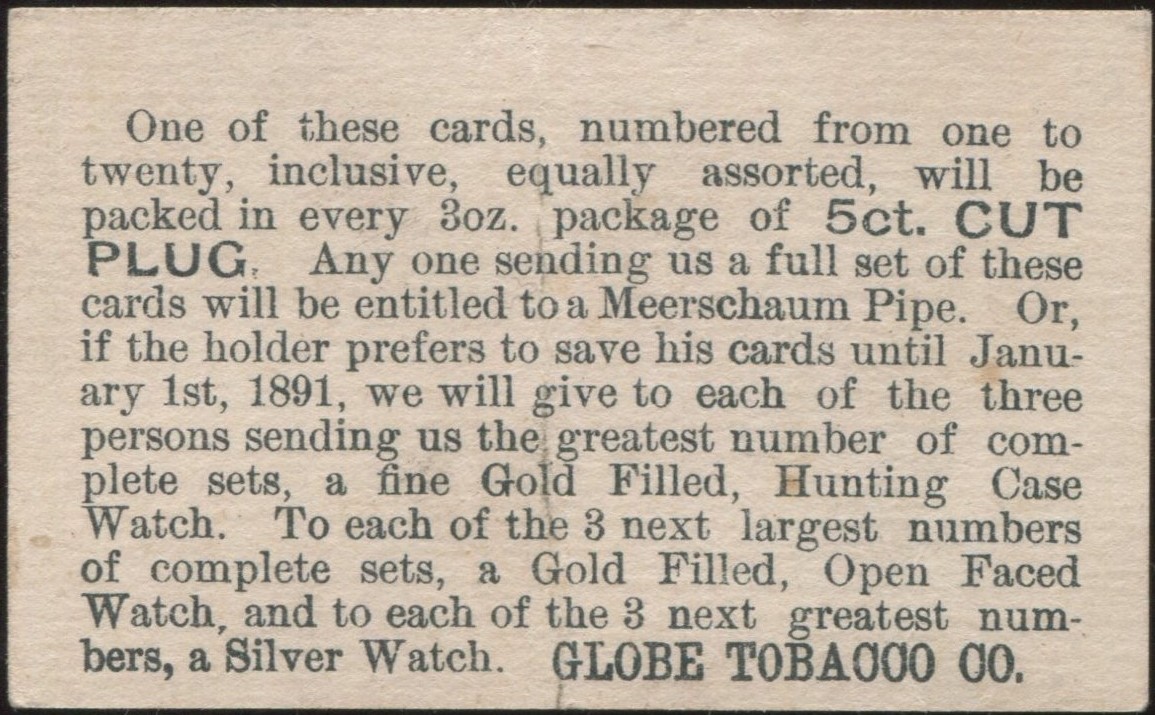 One of these cards, numbered from one to
twenty, inclusive, equally assorted, will be
packed in every 3oz. package of 5ct. CUT
PLUG. Any one sending us a full set of these
cards will be entitled to a Meerschaum Pipe. Or,
if the holder prefers to save his cards until Janu-
ary 1st, 1891, we will give to each of the three
persons sending us the greatest number of com-
plete sets, a fine Gold Filled, Hunting Case
Watch. To each of the 3 next largest numbers
of complete sets, a Gold Filled, Open Faced
Watch, and to each of the 3 next greatest num-
bers, a Silver Watch. GLOBE TOBACCO CO.